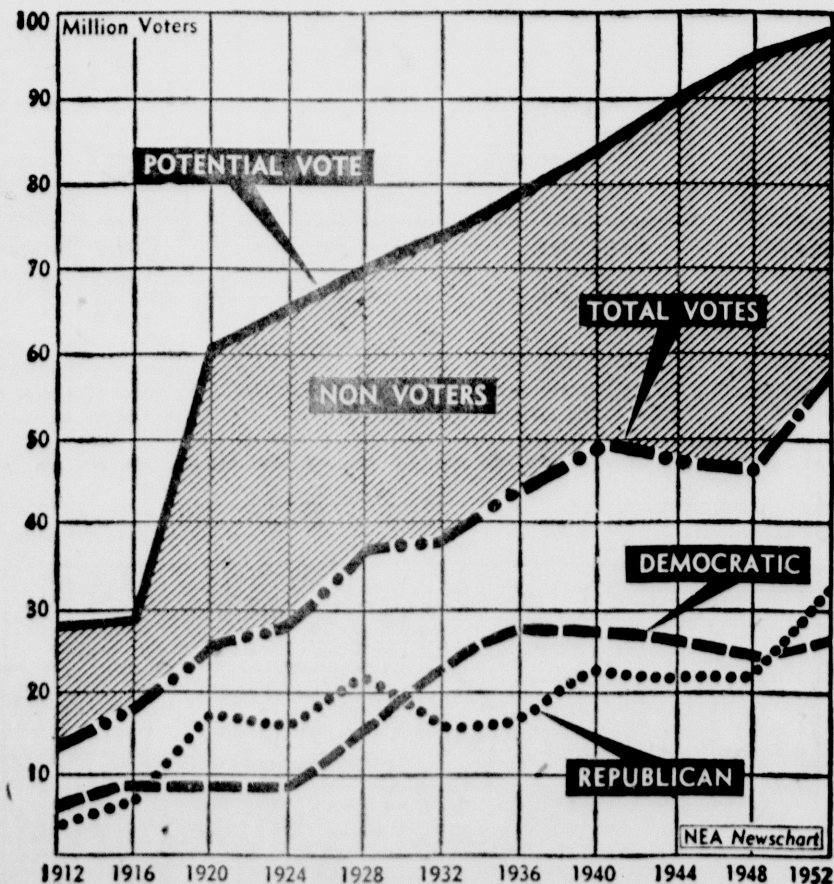 100
Million Voters
90
80
70
60
50
40
30
20
10
POTENTIAL VOTE
TOTAL VOTES
NON VOTERS
DEMOCRATIC
REPUBLICAN
NEA Newschart
1912 1916 1920 1924 1928 1932 1936 1940 1944 1948 1952